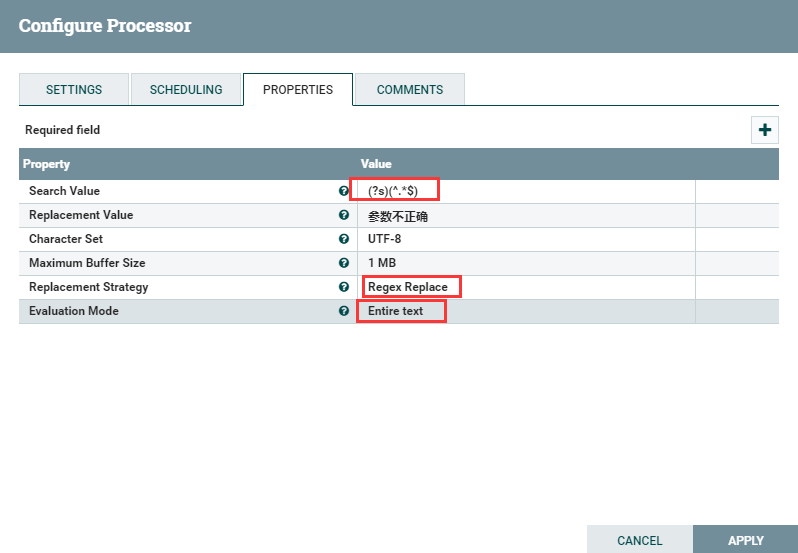 Configure Processor
SETTINGS SCHEDULING PROPERTIES COMMENTS
Required field
Property Value
Search Value (?s)(^.*$)
Replacement Value 参数不正确
Character Set UTF-8
Maximum Buffer Size 1 MB
Replacement Strategy Regex Replace
Evaluation Mode Entire text
CANCEL APPLY